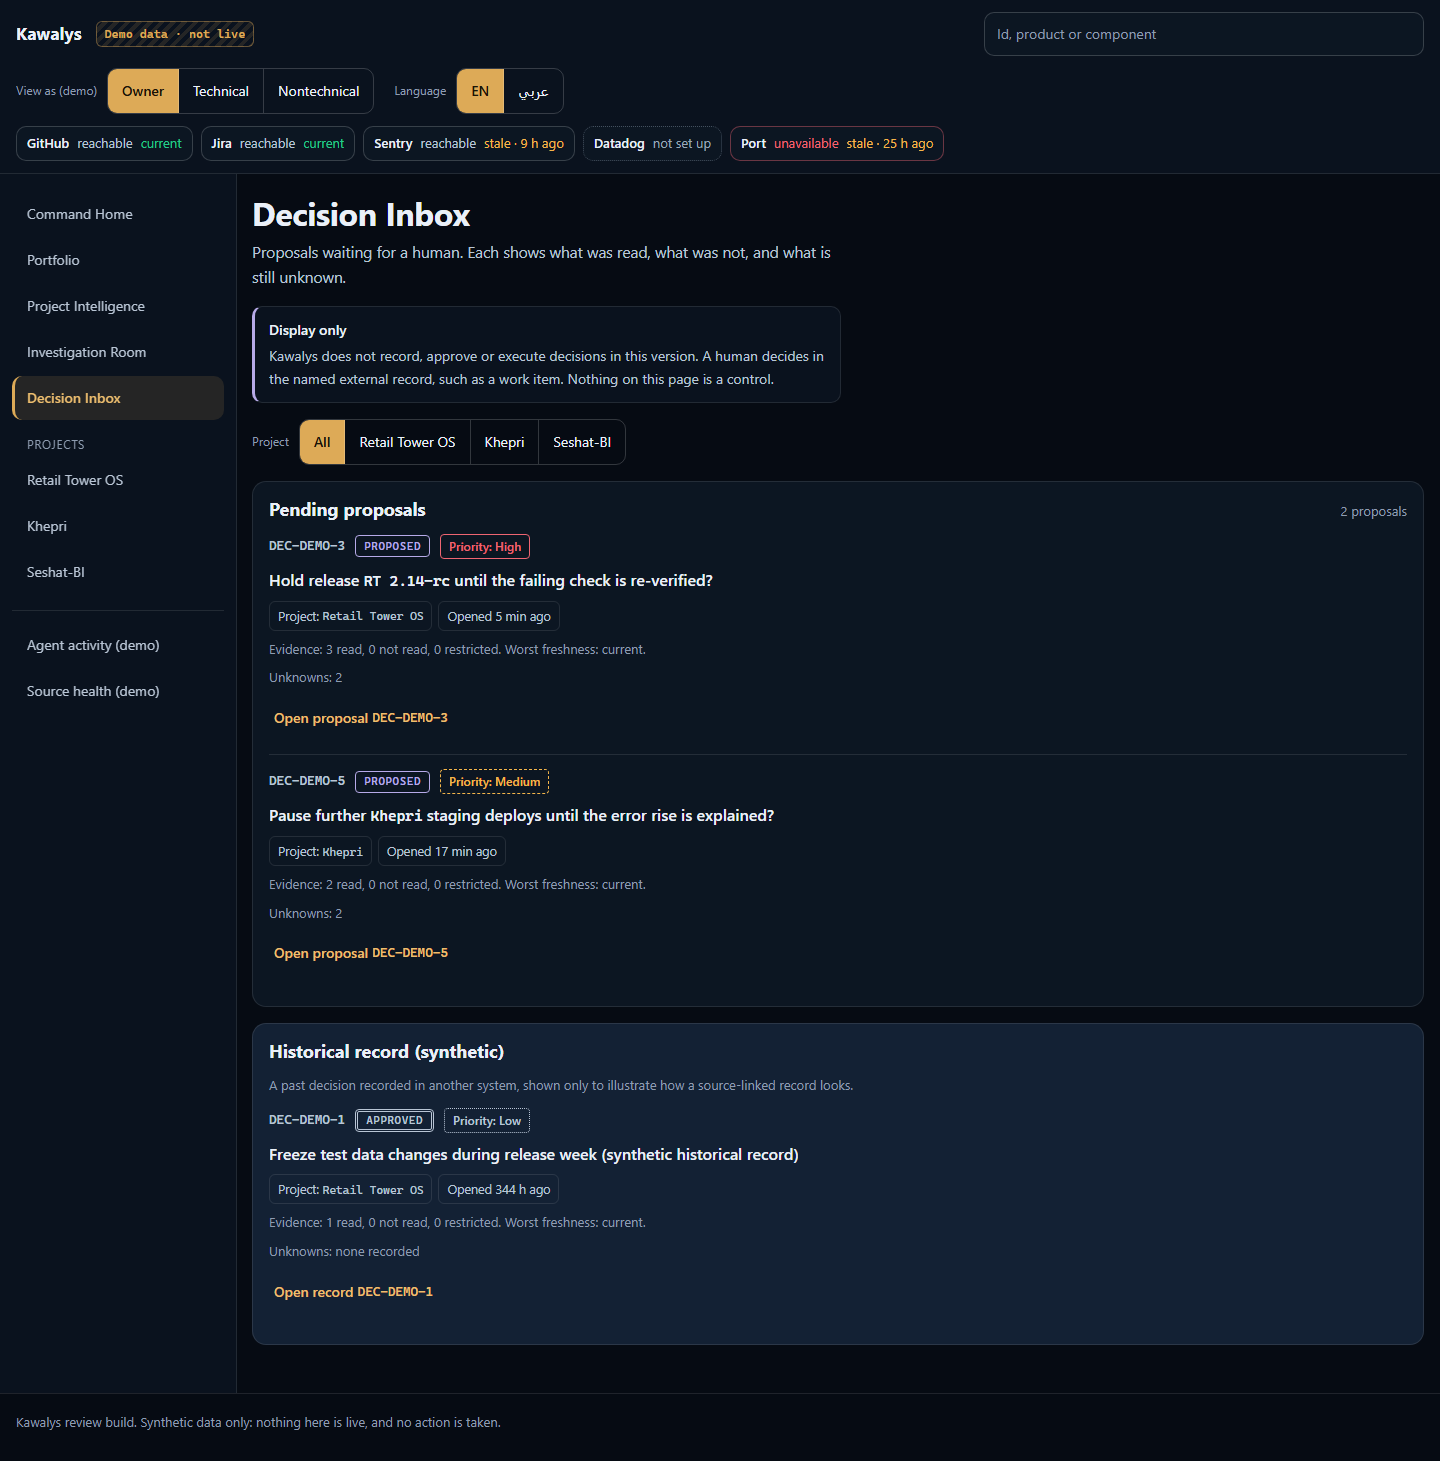 Kawalys
Demo data · not live
Id, product or component
View as (demo)
Owner
Technical
Nontechnical
Language
EN
عربي
GitHub reachable current
Jira reachable current
Sentry reachable stale · 9 h ago
Datadog not set up
Port unavailable stale · 25 h ago
Command Home
Portfolio
Project Intelligence
Investigation Room
Decision Inbox
PROJECTS
Retail Tower OS
Khepri
Seshat-BI
Agent activity (demo)
Source health (demo)
Decision Inbox
Proposals waiting for a human. Each shows what was read, what was not, and what is
still unknown.
Display only
Kawalys does not record, approve or execute decisions in this version. A human decides in
the named external record, such as a work item. Nothing on this page is a control.
Project
All
Retail Tower OS
Khepri
Seshat-BI
Pending proposals
2 proposals
DEC-DEMO-3 PROPOSED Priority: High
Hold release RT 2.14-rc until the failing check is re-verified?
Project: Retail Tower OS
Opened 5 min ago
Evidence: 3 read, 0 not read, 0 restricted. Worst freshness: current.
Unknowns: 2
Open proposal DEC-DEMO-3
DEC-DEMO-5 PROPOSED Priority: Medium
Pause further Khepri staging deploys until the error rise is explained?
Project: Khepri
Opened 17 min ago
Evidence: 2 read, 0 not read, 0 restricted. Worst freshness: current.
Unknowns: 2
Open proposal DEC-DEMO-5
Historical record (synthetic)
A past decision recorded in another system, shown only to illustrate how a source-linked record looks.
DEC-DEMO-1 APPROVED Priority: Low
Freeze test data changes during release week (synthetic historical record)
Project: Retail Tower OS
Opened 344 h ago
Evidence: 1 read, 0 not read, 0 restricted. Worst freshness: current.
Unknowns: none recorded
Open record DEC-DEMO-1
Kawalys review build. Synthetic data only: nothing here is live, and no action is taken.